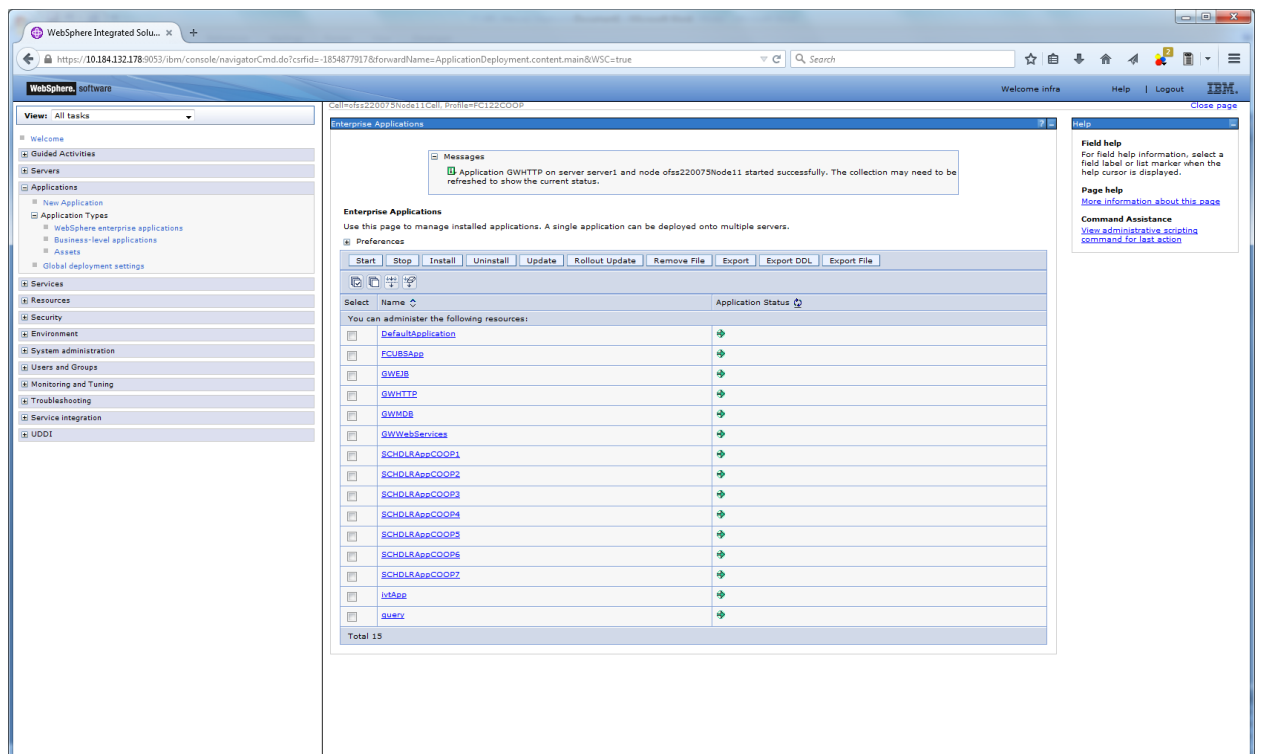 WebSphere Integrated Solu... × +
https://10.184.132.178:9053/ibm/console/navigatorCmd.do?csrfid=-1854877917&forwardName=ApplicationDeployment.content.main&WSC=true
Search
2
WebSphere. software
Welcome infra
Help | Logout
IBM.
View: All tasks
Welcome
Guided Activities
Servers
Applications
New Application
Application Types
WebSphere enterprise applications
Business-level applications
Assets
Global deployment settings
Services
Resources
Security
Environment
System administration
Users and Groups
Monitoring and Tuning
Troubleshooting
Service integration
UDDI
Cell=ofss220075Node11Cell, Profile=FC122COOP
Close page
Enterprise Applications
Messages
Application GWHTTP on server server1 and node ofss220075Node11 started successfully. The collection may need to be
refreshed to show the current status.
Enterprise Applications
Use this page to manage installed applications. A single application can be deployed onto multiple servers.
Preferences
Start Stop Install Uninstall Update Rollout Update Remove File Export Export DDL Export File
Select Name Application Status
You can administer the following resources:
DefaultApplication
FCUBSApp
GWEJB
GWHTTP
GWMDB
GWWebServices
SCHDLRAppCOOP1
SCHDLRAppCOOP2
SCHDLRAppCOOP3
SCHDLRAppCOOP4
SCHDLRAppCOOP5
SCHDLRAppCOOP6
SCHDLRAppCOOP7
ivtApp
query
Total 15
Help
Field help
For field help information, select a
field label or list marker when the
help cursor is displayed.
Page help
More information about this page
Command Assistance
View administrative scripting
command for last action